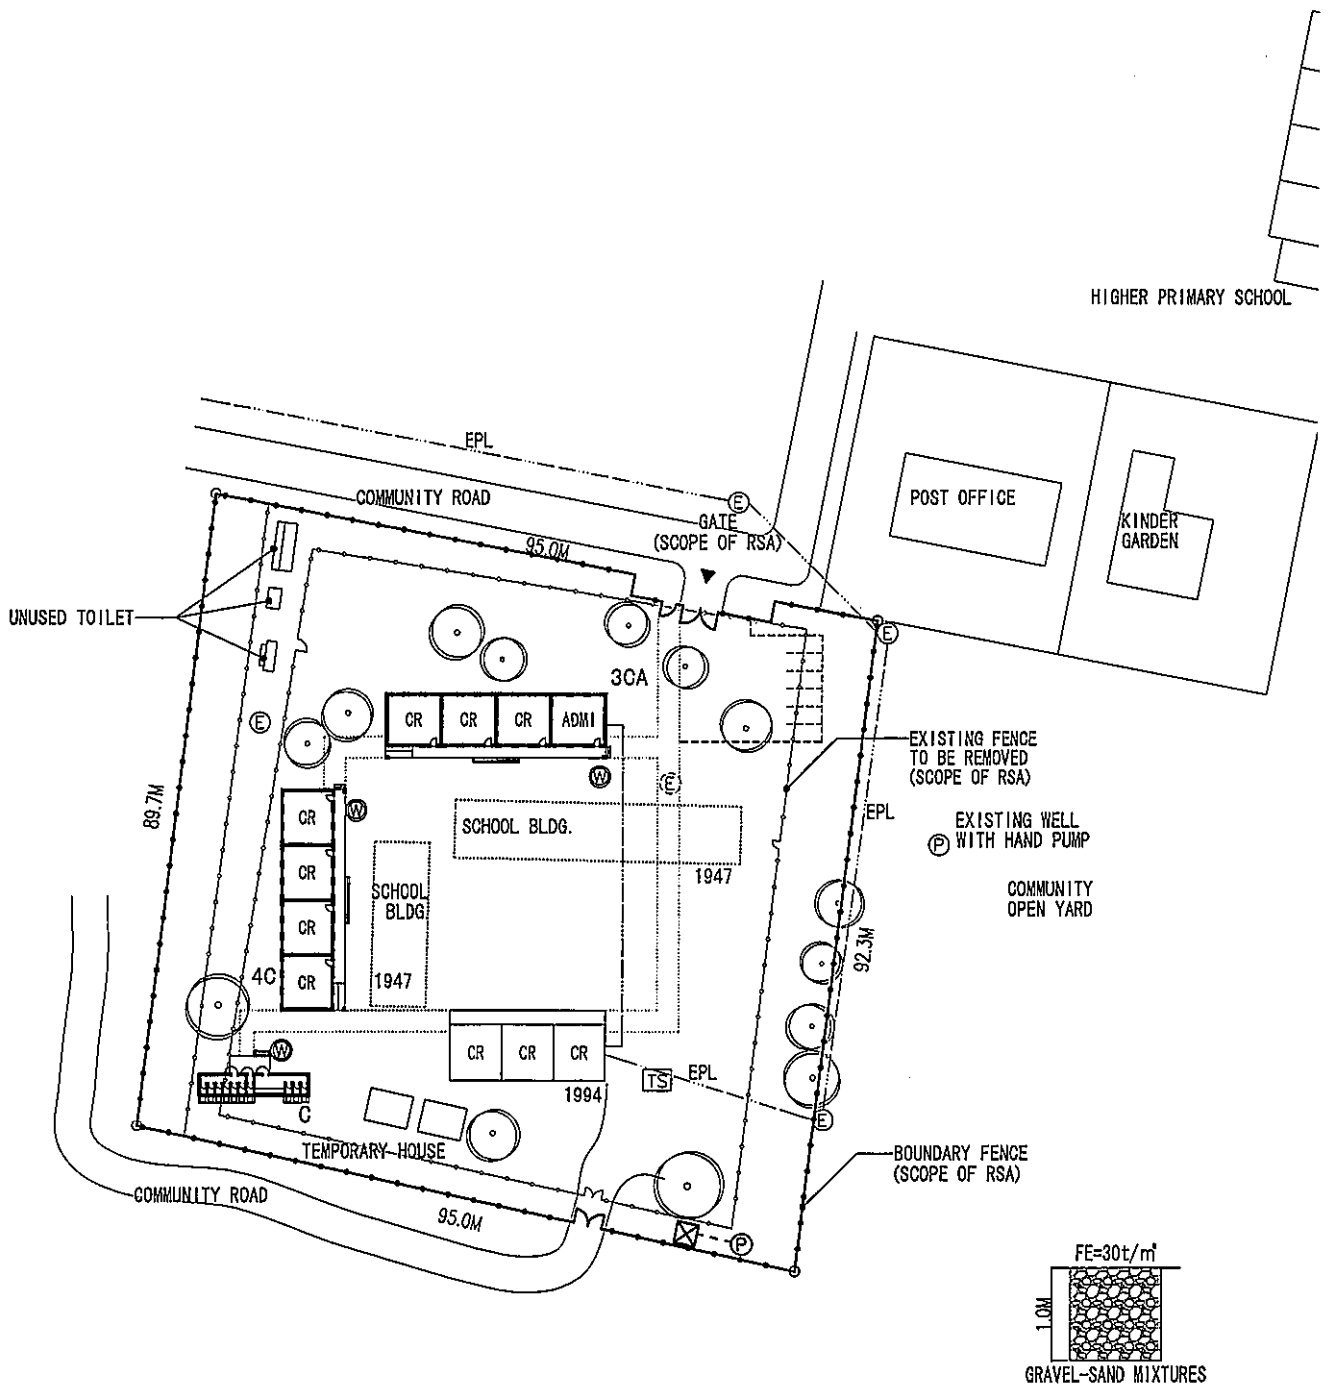 HIGHER PRIMARY SCHOOL
EPL
COMMUNITY ROAD
E
GATE
(SCOPE OF RSA)
POST OFFICE
KINDER
GARDEN
95.0M
UNUSED TOILET
E
3CA
CR
CR
CR
ADMI
E
EXISTING FENCE
TO BE REMOVED
(SCOPE OF RSA)
W
E
89.7M
CR
W
SCHOOL BLDG.
EPL
EXISTING WELL
WITH HAND PUMP
P
CR
1947
SCHOOL
BLDG
COMMUNITY
OPEN YARD
CR
92.3M
4C
CR
1947
W
CR
CR
CR
TS
EPL
1994
C
E
TEMPORARY HOUSE
BOUNDARY FENCE
(SCOPE OF RSA)
COMMUNITY ROAD
95.0M
P
FE=30t/㎡
1.0M
GRAVEL-SAND MIXTURES